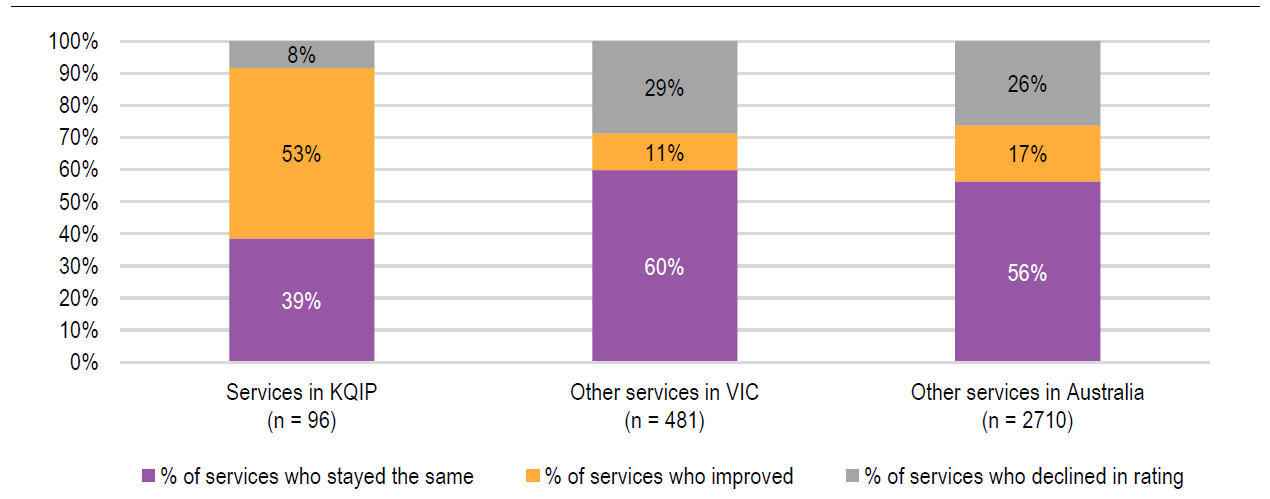 100%
90%
80%
70%
60%
50%
40%
30%
20%
10%
0%
8%
53%
39%
29%
11%
60%
26%
17%
56%
Services in KQIP
(n = 96)
Other services in VIC
(n = 481)
Other services in Australia
(n = 2710)
% of services who stayed the same
% of services who improved
% of services who declined in rating